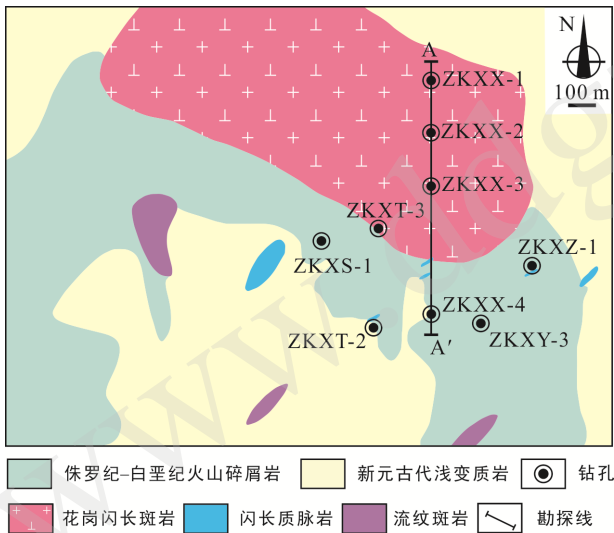 N
100 m
A
ZKXX-1
ZKXX-2
ZKXX-3
ZKXT-3
ZKXS-1
ZKXZ-1
ZKXX-4
ZKXT-2
ZKXY-3
A′
侏罗纪–白垩纪火山碎屑岩
新元古代浅变质岩
钻孔
花岗闪长斑岩
闪长质脉岩
流纹斑岩
勘探线